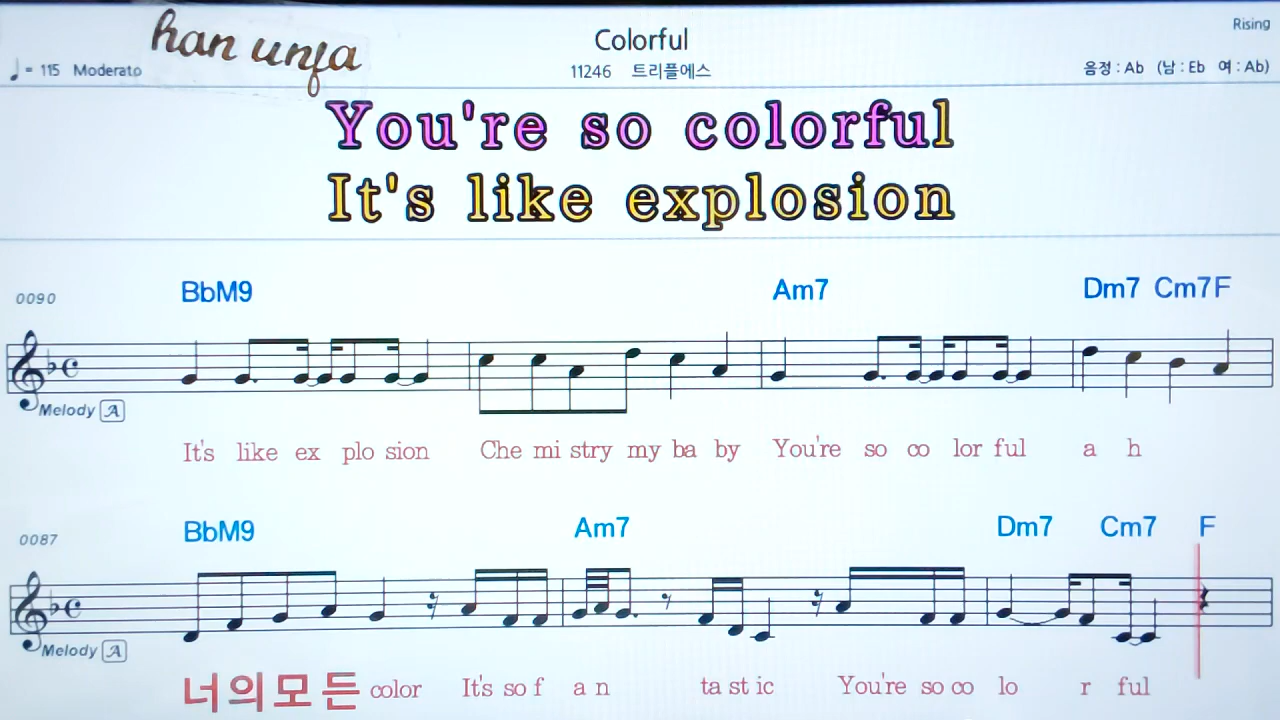 han unja
Colorful
Rising
♩= 115 Moderato
11246 트리플에스
음정 : Ab (남 : Eb 여 : Ab)
You're so colorful
It's like explosion
0090
BbM9 Am7 Dm7 Cm7 F
Melody A
It's like ex plo sion Che mi stry my ba by You're so co lor ful a h
0087
BbM9 Am7 Dm7 Cm7 F
Melody A
너의모든 color It's so f a n ta st ic You're so co lo r ful